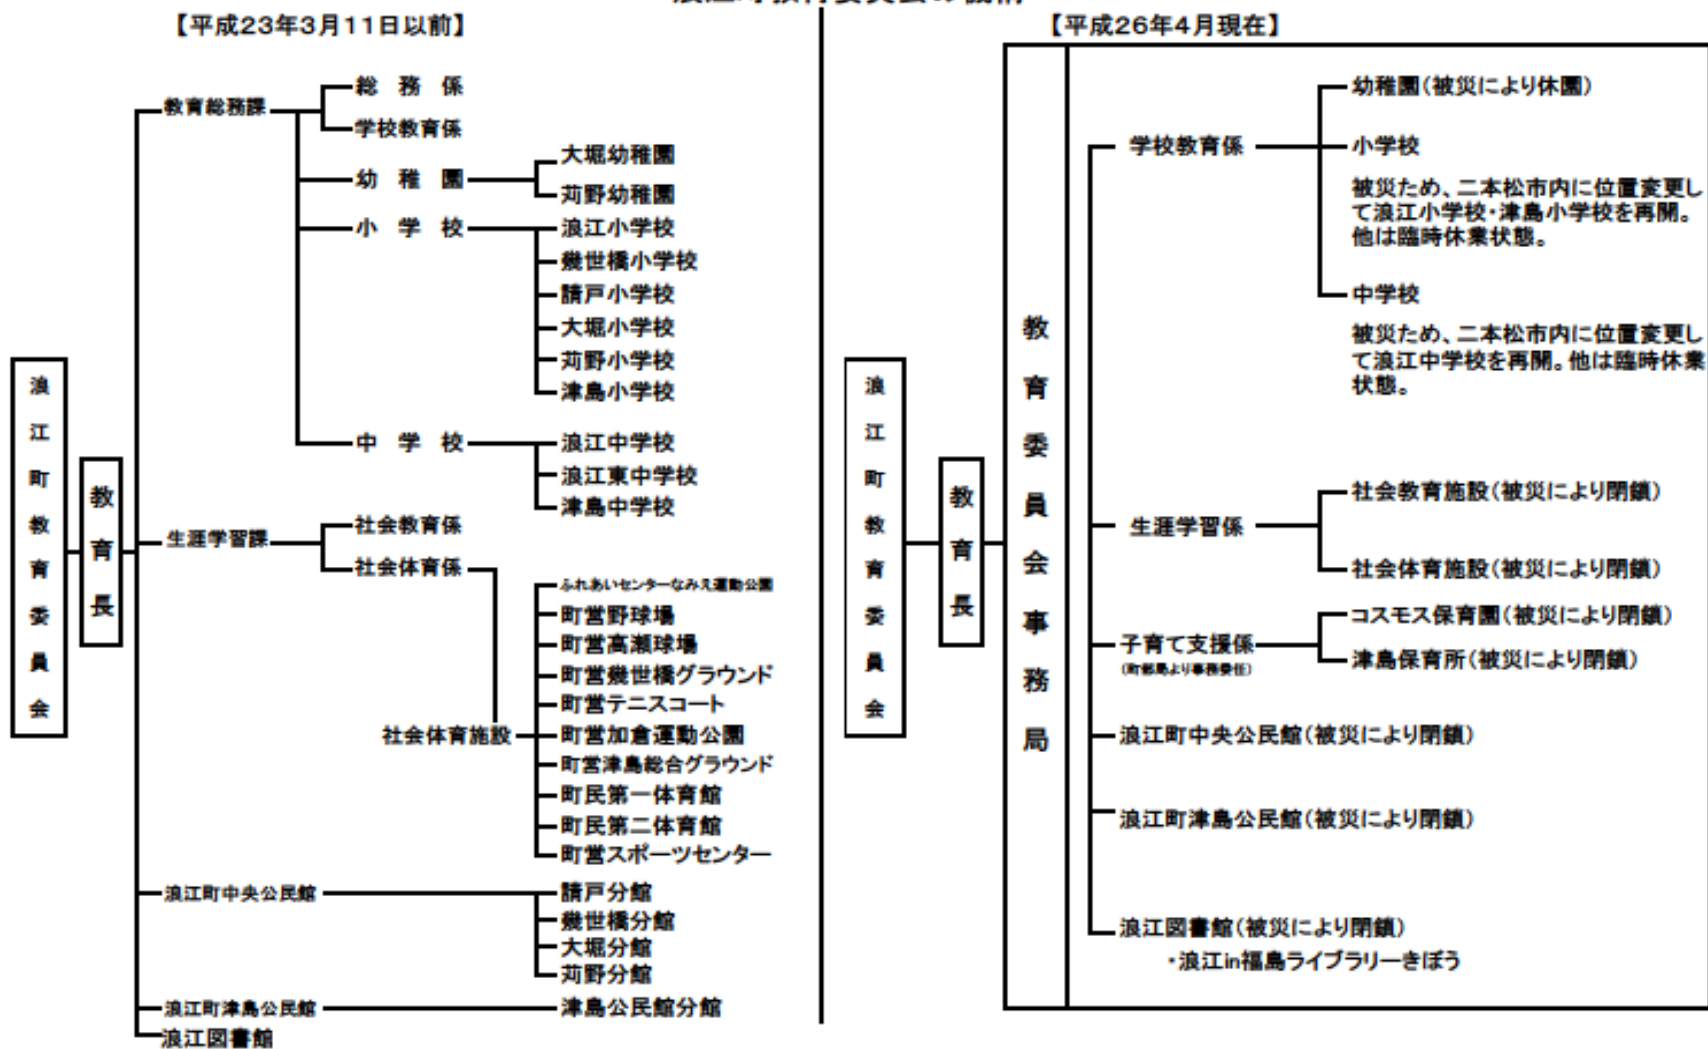 【平成23年3月11日以前】
浪江町教育委員会
教育長
教育総務課
総務係
学校教育係
幼稚園
大堀幼稚園
苅野幼稚園
小学校
浪江小学校
幾世橋小学校
請戸小学校
大堀小学校
苅野小学校
津島小学校
中学校
浪江中学校
浪江東中学校
津島中学校
生涯学習課
社会教育係
社会体育係
社会体育施設
ふれあいセンターなみえ運動公園
町営野球場
町営高瀬球場
町営幾世橋グラウンド
町営テニスコート
町営加倉運動公園
町営津島総合グラウンド
町民第一体育館
町民第二体育館
町営スポーツセンター
浪江町中央公民館
請戸分館
幾世橋分館
大堀分館
苅野分館
浪江町津島公民館
津島公民館分館
浪江図書館
【平成26年4月現在】
浪江町教育委員会
教育長
教育委員会事務局
学校教育係
幼稚園(被災により休園)
小学校
被災ため、二本松市内に位置変更し
て浪江小学校・津島小学校を再開。
他は臨時休業状態。
中学校
被災ため、二本松市内に位置変更し
て浪江中学校を再開。他は臨時休業
状態。
生涯学習係
社会教育施設(被災により閉鎖)
社会体育施設(被災により閉鎖)
子育て支援係
(町部局より事務委任)
コスモス保育園(被災により閉鎖)
津島保育所(被災により閉鎖)
浪江町中央公民館(被災により閉鎖)
浪江町津島公民館(被災により閉鎖)
浪江図書館(被災により閉鎖)
・浪江in福島ライブラリーきぼう